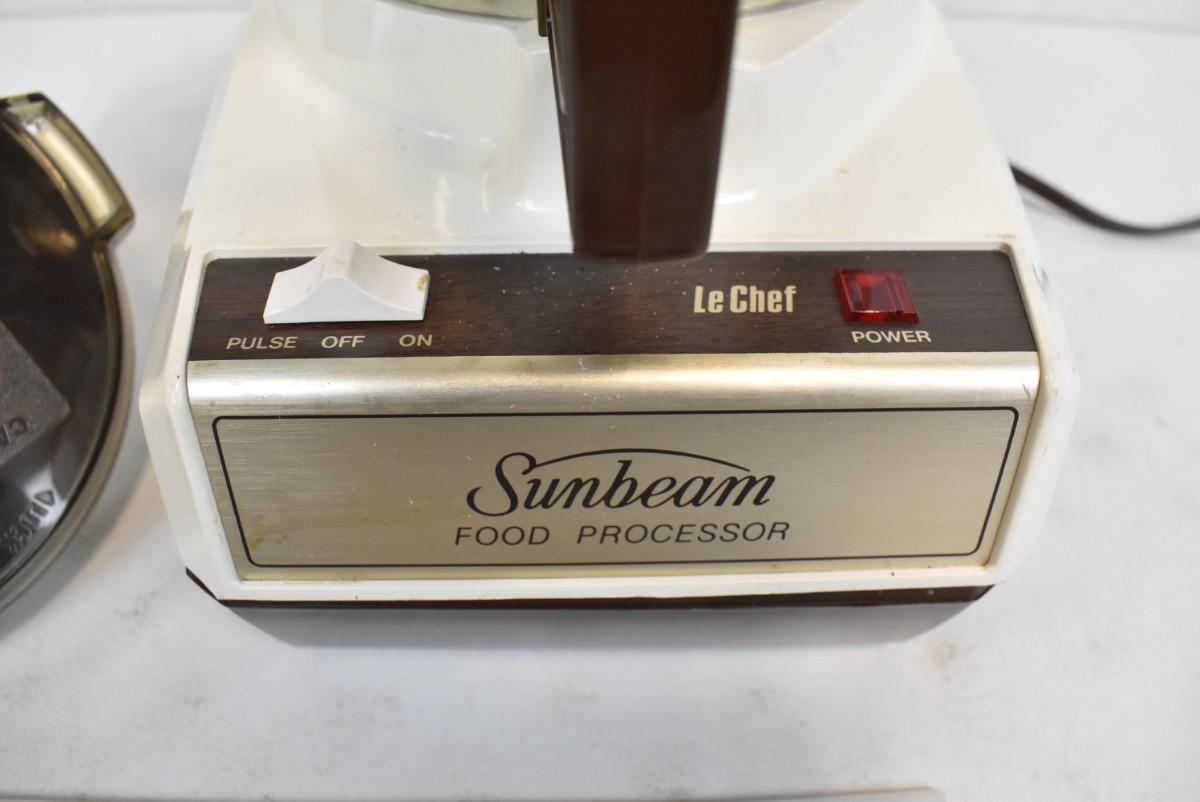 Le Chef
PULSE OFF ON
POWER
Sunbeam
FOOD PROCESSOR